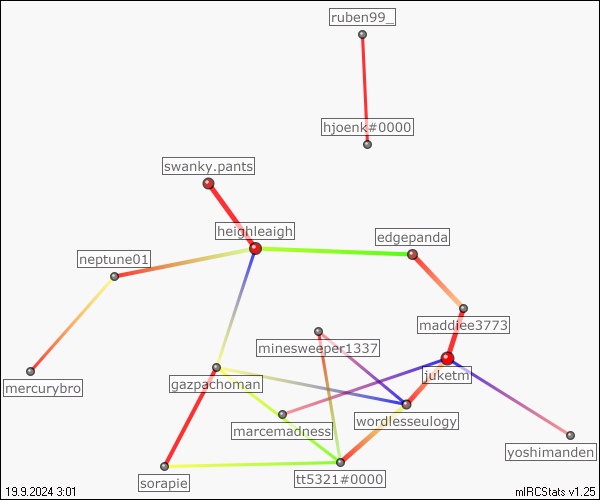 ruben99_
hjoenk#0000
swanky.pants
heighleaigh
edgepanda
neptune01
maddiee3773
minesweeper1337
juketm
mercurybro
gazpachoman
wordlesseulogy
marcemadness
yoshimanden
sorapie
tt5321#0000
19.9.2024 3:01
mIRCStats v1.25